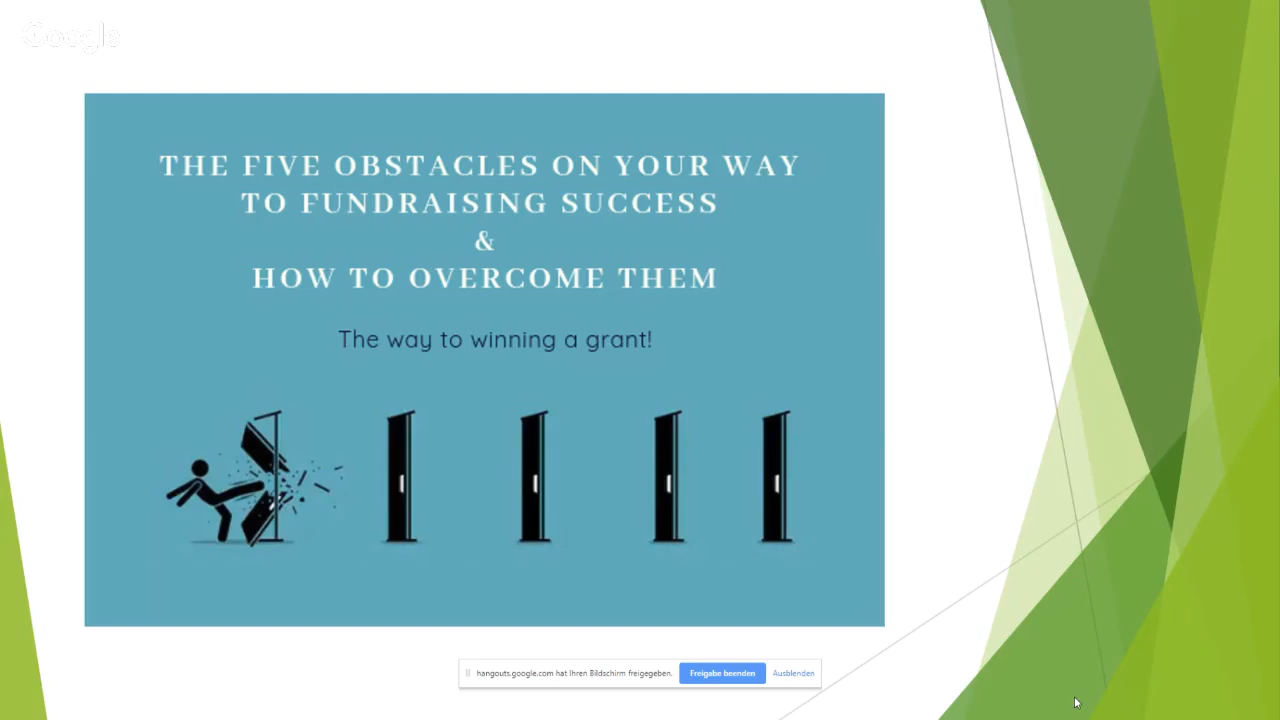 Google
THE FIVE OBSTACLES ON YOUR WAY
TO FUNDRAISING SUCCESS
&
HOW TO OVERCOME THEM
The way to winning a grant!
hangouts.google.com hat Ihren Bildschirm freigegeben. Freigabe beenden Ausblenden